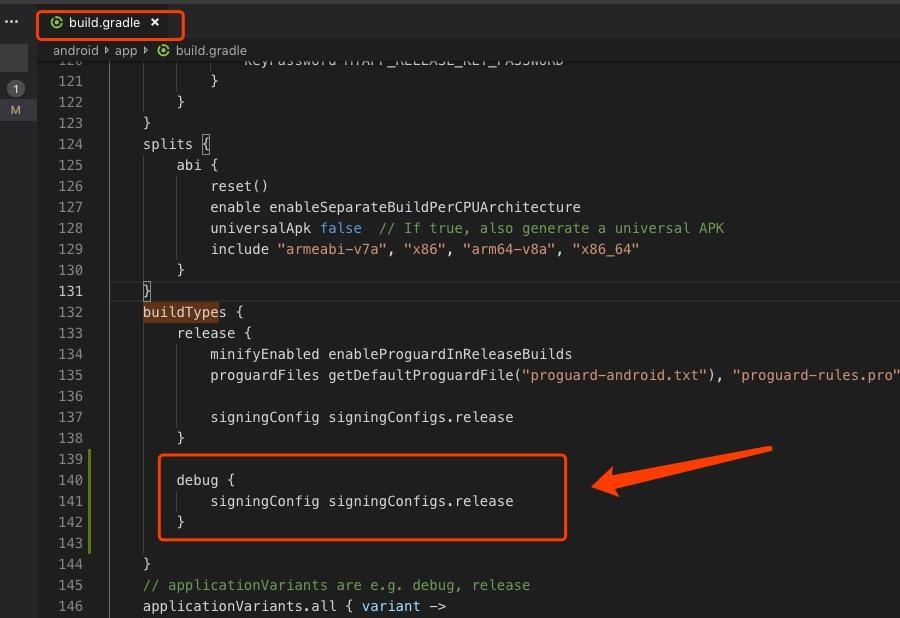 build.gradle ×
android app build.gradle
1
M
120 keyPassword MYAPP_RELEASE_KEY_PASSWORD
121 }
122 }
123 }
124 splits {
125 abi {
126 reset()
127 enable enableSeparateBuildPerCPUArchitecture
128 universalApk false // If true, also generate a universal APK
129 include "armeabi-v7a", "x86", "arm64-v8a", "x86_64"
130 }
131 }
132 buildTypes {
133 release {
134 minifyEnabled enableProguardInReleaseBuilds
135 proguardFiles getDefaultProguardFile("proguard-android.txt"), "proguard-rules.pro"
136
137 signingConfig signingConfigs.release
138 }
139
140 debug {
141 signingConfig signingConfigs.release
142 }
143
144 }
145 // applicationVariants are e.g. debug, release
146 applicationVariants.all { variant ->